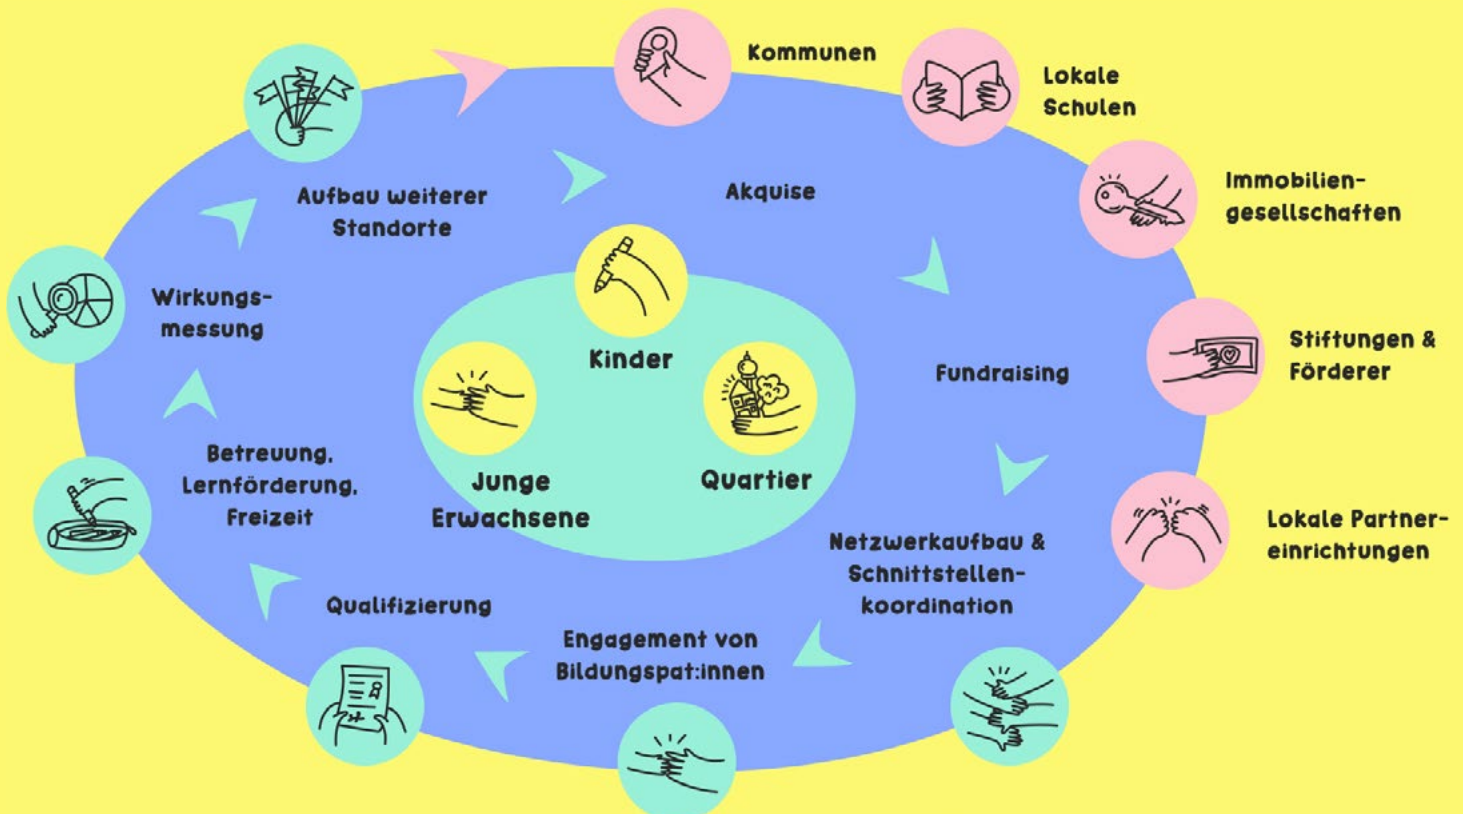 Kommunen
Lokale
Schulen
Immobilien-
gesellschaften
Stiftungen &
Förderer
Lokale Partner-
einrichtungen
Akquise
Fundraising
Netzwerkaufbau &
Schnittstellen-
koordination
Engagement von
Bildungspat:innen
Qualifizierung
Betreuung,
Lernförderung,
Freizeit
Wirkungs-
messung
Aufbau weiterer
Standorte
Kinder
Junge
Erwachsene
Quartier